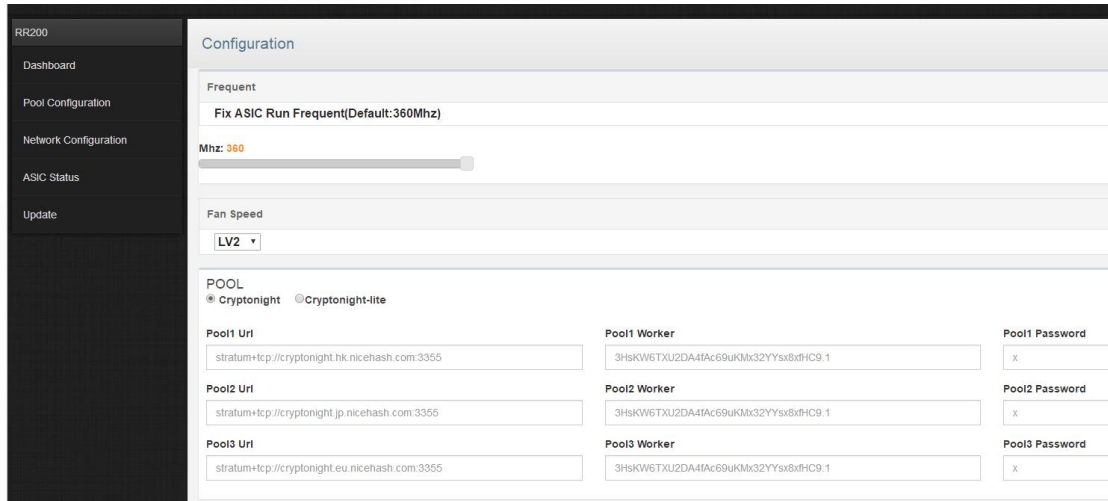 RR200
Dashboard
Pool Configuration
Network Configuration
ASIC Status
Update
Configuration
Frequent
Fix ASIC Run Frequent(Default:360Mhz)
Mhz: 360
Fan Speed
LV2
POOL
Cryptonight Cryptonight-lite
Pool1 Url Pool1 Worker Pool1 Password
stratum+tcp://cryptonight.hk.nicehash.com:3355 3HsKW6TXU2DA4fAc69uKMx32YYsx8xfHC9.1 x
Pool2 Url Pool2 Worker Pool2 Password
stratum+tcp://cryptonight.jp.nicehash.com:3355 3HsKW6TXU2DA4fAc69uKMx32YYsx8xfHC9.1 x
Pool3 Url Pool3 Worker Pool3 Password
stratum+tcp://cryptonight.eu.nicehash.com:3355 3HsKW6TXU2DA4fAc69uKMx32YYsx8xfHC9.1 x